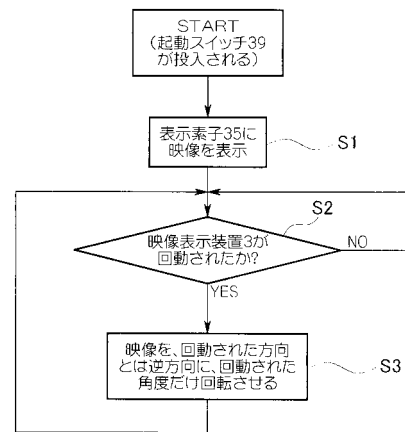 START
(起動スイッチ39
が投入される)
表示素子35に
映像を表示
S1
S2
映像表示装置3が
回動されたか?
NO
YES
映像を、回動された方向
とは逆方向に、回動された
角度だけ回転させる
S3